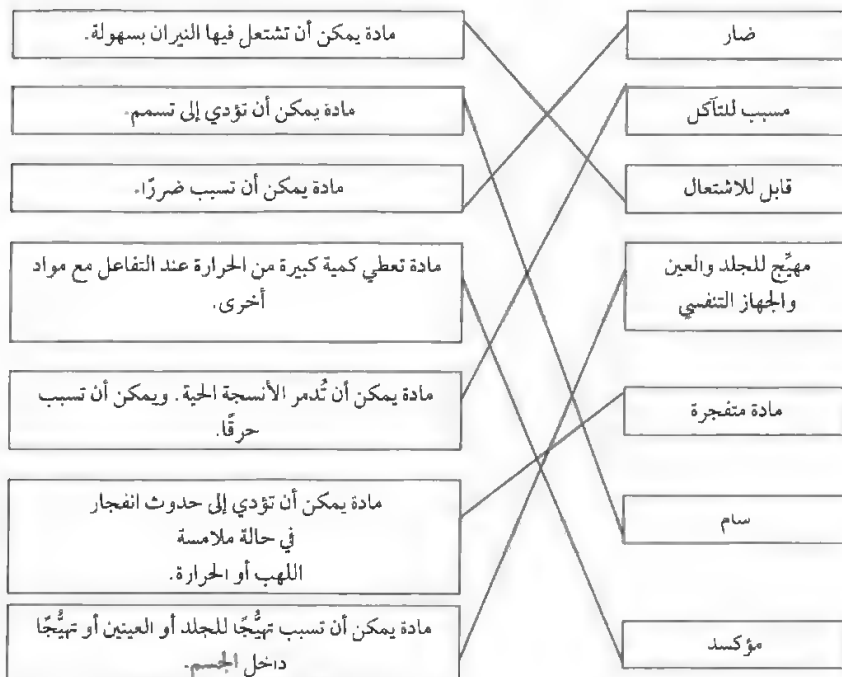 ضار
مسبب للتآكل
قابل للاشتعال
مهيِّج للجلد والعين
والجهاز التنفسي
مادة متفجرة
سام
مؤكسد
مادة يمكن أن تشتعل فيها النيران بسهولة.
مادة يمكن أن تؤدي إلى تسمم.
مادة يمكن أن تسبب ضررًا.
مادة تعطي كمية كبيرة من الحرارة عند التفاعل مع مواد
أخرى.
مادة يمكن أن تُدمر الأنسجة الحية. ويمكن أن تسبب
حرقًا.
مادة يمكن أن تؤدي إلى حدوث انفجار
في حالة ملامسة
اللهب أو الحرارة.
مادة يمكن أن تسبب تهيُّجًا للجلد أو العينين أو تهيُّجًا
داخل الجسم.